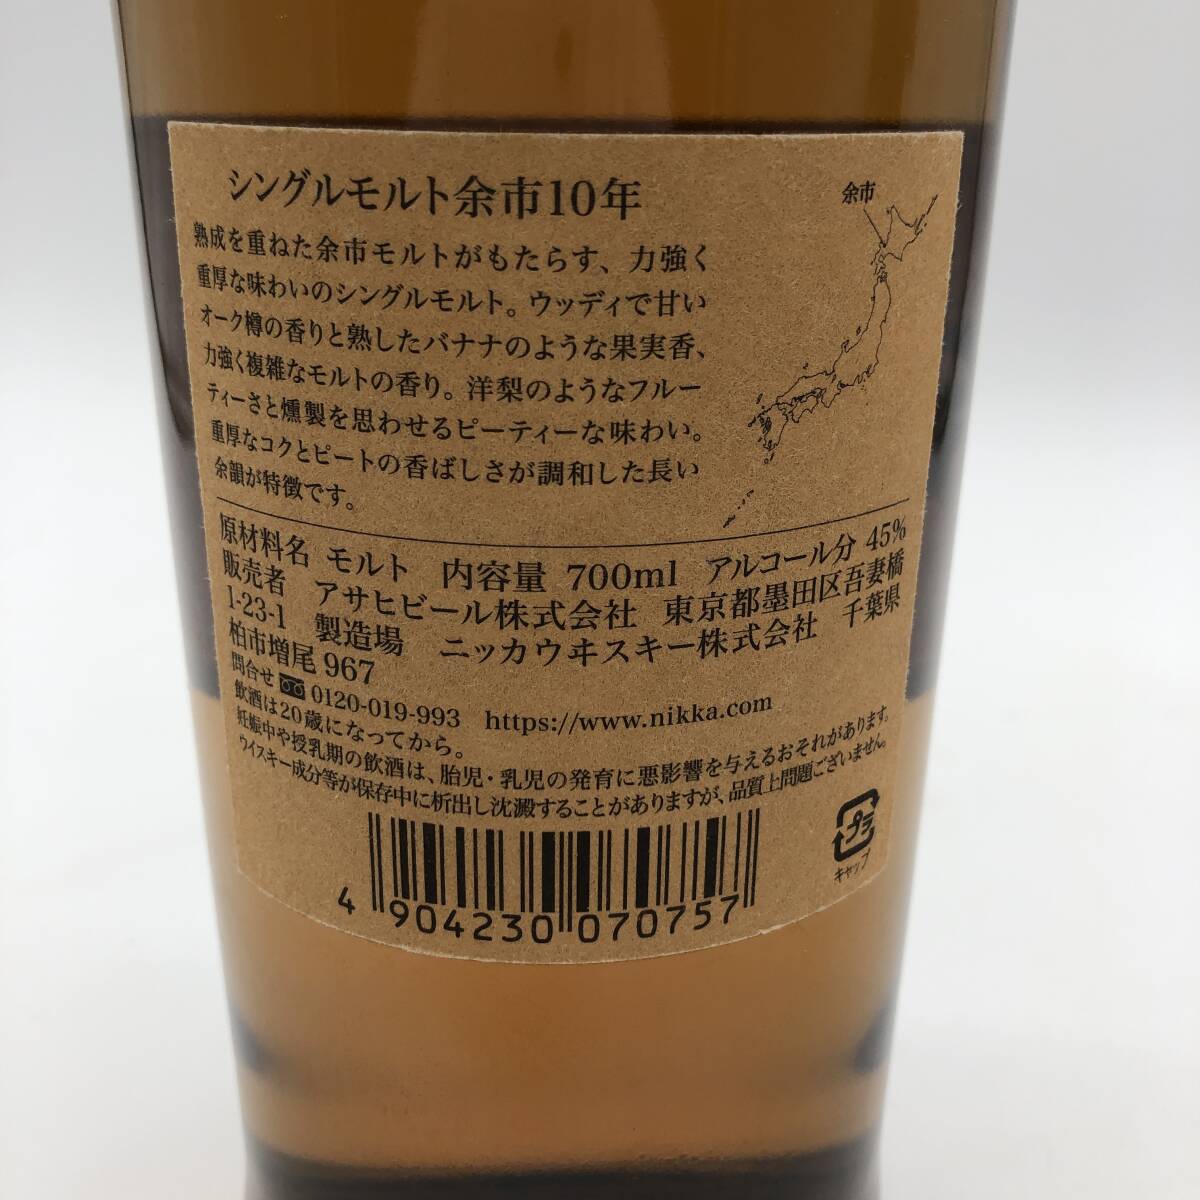 シングルモルト余市10年
余市
熟成を重ねた余市モルトがもたらす、力強く
重厚な味わいのシングルモルト。ウッディで甘い
オーク樽の香りと熟したバナナのような果実香、
力強く複雑なモルトの香り。洋梨のようなフルー
ティーさと燻製を思わせるピーティーな味わい。
重厚なコクとピートの香ばしさが調和した長い
余韻が特徴です。
原材料名 モルト 内容量 700ml アルコール分 45%
販売者 アサヒビール株式会社 東京都墨田区吾妻橋
1-23-1 製造場 ニッカウヰスキー株式会社 千葉県
柏市増尾967
問合せ 0120-019-993 https://www.nikka.com
飲酒は20歳になってから。
妊娠中や授乳期の飲酒は、胎児・乳児の発育に悪影響を与えるおそれがあります。
ウイスキー成分等が保存中に析出し沈澱することがありますが、品質上問題ございません。
プラ
キャップ
4 904230 070757